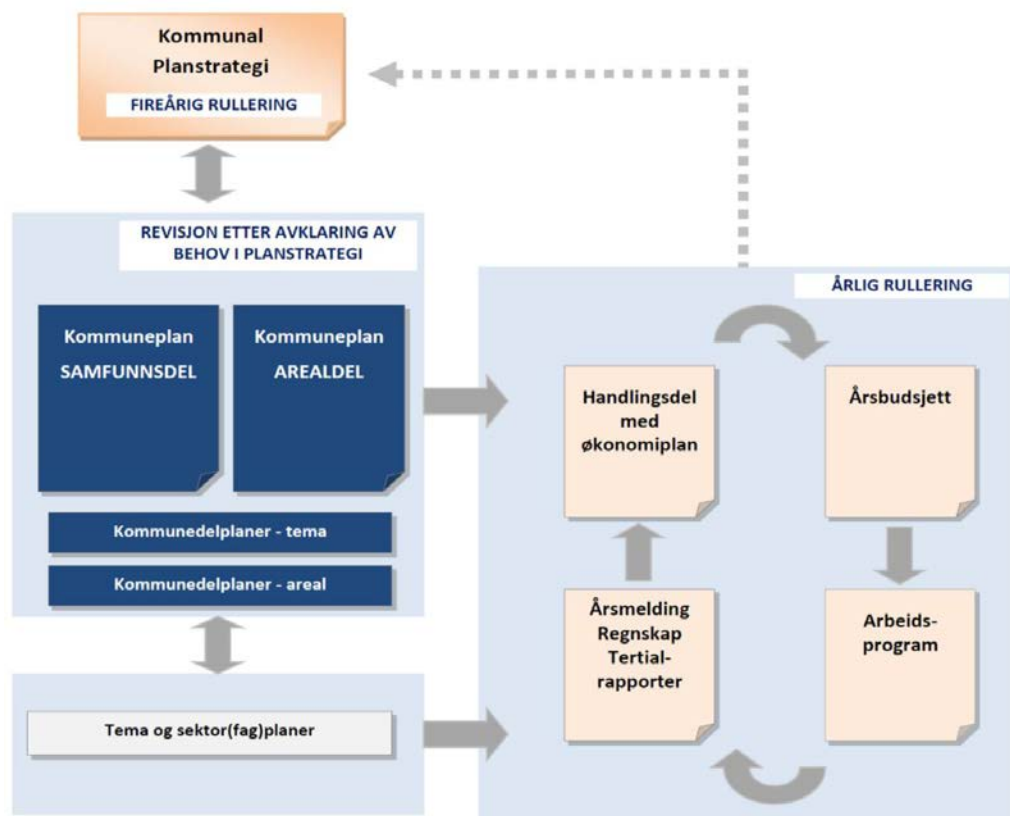 Kommunal
Planstrategi
FIREÅRIG RULLERING
REVISJON ETTER AVKLARING AV
BEHOV I PLANSTRATEGI
Kommuneplan
SAMFUNNSDEL
Kommuneplan
AREALDEL
Kommunedelplaner - tema
Kommunedelplaner - areal
Tema og sektor(fag)planer
ÅRLIG RULLERING
Handlingsdel
med
økonomiplan
Årsbudsjett
Årsmelding
Regnskap
Tertial-
rapporter
Arbeids-
program